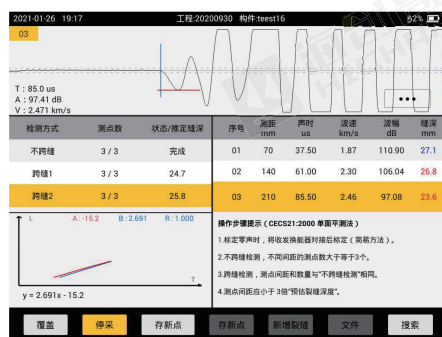 2021-01-26 19:17 工程:20200930 构件:teest16 52%
03
T : 85.0 us
A : 97.41 dB
V : 2.471 km/s
•••
检测方式 测点数 状态/推定缝深
不跨缝 3 / 3 完成
跨缝1 3 / 3 24.7
跨缝2 3 / 3 25.8
序号 测距 mm 声时 us 波速 km/s 波幅 dB 缝深 mm
01 70 37.50 1.87 110.90 27.1
02 140 61.00 2.30 106.04 26.8
03 210 85.50 2.46 97.08 23.6
L A:-15.2 B:2.691 R:1.000
T
y = 2.691x - 15.2
操作步骤提示（CECS21:2000 单面平测法）
1.标定零声时，将收发换能器对接后标定（简易方法）。
2.不跨缝检测，不同间距的测点数大于等于3个。
3.跨缝检测，测点间距和数量与“不跨缝检测”相同。
4.测点间距应小于 3倍“预估裂缝深度”。
覆盖 停采 存新点 存新点 新增裂缝 文件 搜索